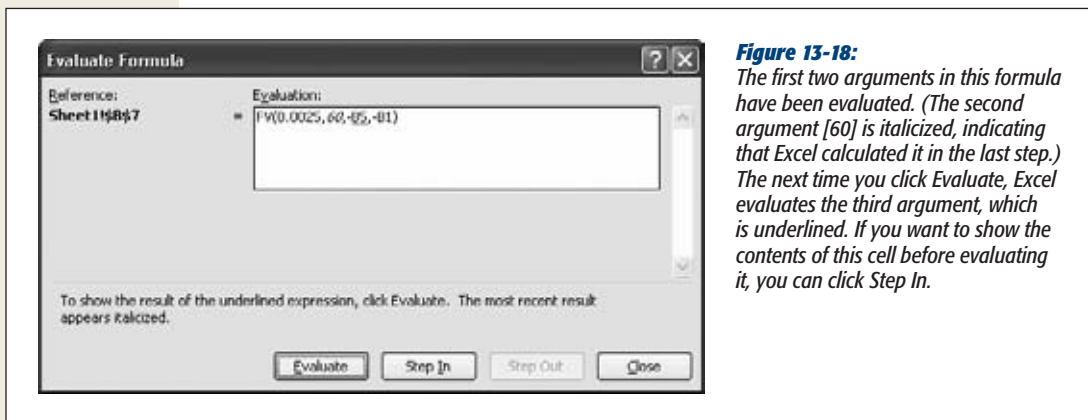 Evaluate Formula
Reference:
Evaluation:
Sheet1!$B$7 = FV(0.0025,60,-B5,-B1)
To show the result of the underlined expression, click Evaluate. The most recent result
appears italicized.
Evaluate Step In Step Out Close
Figure 13-18:
The first two arguments in this formula
have been evaluated. (The second
argument [60] is italicized, indicating
that Excel calculated it in the last step.)
The next time you click Evaluate, Excel
evaluates the third argument, which
is underlined. If you want to show the
contents of this cell before evaluating
it, you can click Step In.